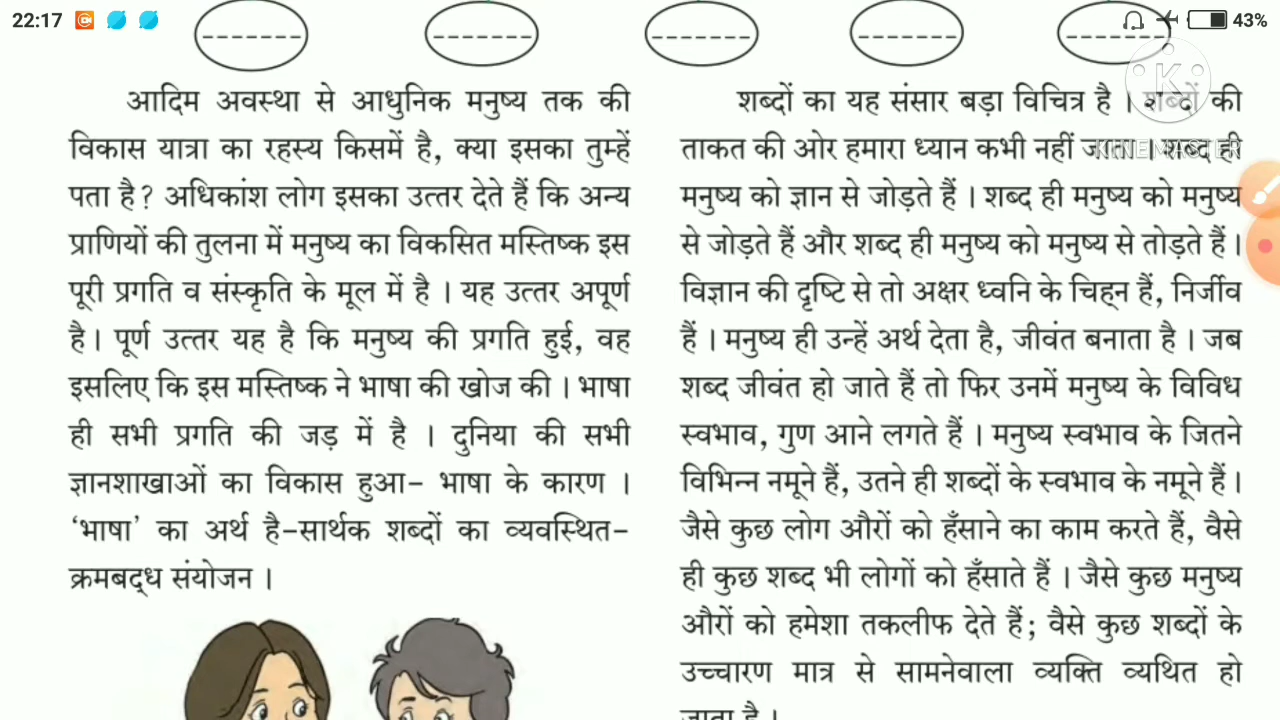 22:17
43%
आदिम अवस्था से आधुनिक मनुष्य तक की
विकास यात्रा का रहस्य किसमें है, क्या इसका तुम्हें
पता है? अधिकांश लोग इसका उत्तर देते हैं कि अन्य
प्राणियों की तुलना में मनुष्य का विकसित मस्तिष्क इस
पूरी प्रगति व संस्कृति के मूल में है । यह उत्तर अपूर्ण
है। पूर्ण उत्तर यह है कि मनुष्य की प्रगति हुई, वह
इसलिए कि इस मस्तिष्क ने भाषा की खोज की । भाषा
ही सभी प्रगति की जड़ में है । दुनिया की सभी
ज्ञानशाखाओं का विकास हुआ- भाषा के कारण ।
‘भाषा’ का अर्थ है-सार्थक शब्दों का व्यवस्थित-
क्रमबद्ध संयोजन ।
शब्दों का यह संसार बड़ा विचित्र है । शब्दों की
ताकत की ओर हमारा ध्यान कभी नहीं जाता । शब्द ही
मनुष्य को ज्ञान से जोड़ते हैं । शब्द ही मनुष्य को मनुष्य
से जोड़ते हैं और शब्द ही मनुष्य को मनुष्य से तोड़ते हैं।
विज्ञान की दृष्टि से तो अक्षर ध्वनि के चिह्न हैं, निर्जीव
हैं । मनुष्य ही उन्हें अर्थ देता है, जीवंत बनाता है । जब
शब्द जीवंत हो जाते हैं तो फिर उनमें मनुष्य के विविध
स्वभाव, गुण आने लगते हैं । मनुष्य स्वभाव के जितने
विभिन्न नमूने हैं, उतने ही शब्दों के स्वभाव के नमूने हैं।
जैसे कुछ लोग औरों को हँसाने का काम करते हैं, वैसे
ही कुछ शब्द भी लोगों को हँसाते हैं । जैसे कुछ मनुष्य
औरों को हमेशा तकलीफ देते हैं; वैसे कुछ शब्दों के
उच्चारण मात्र से सामनेवाला व्यक्ति व्यथित हो
जाता है ।
K
KINEMASTER